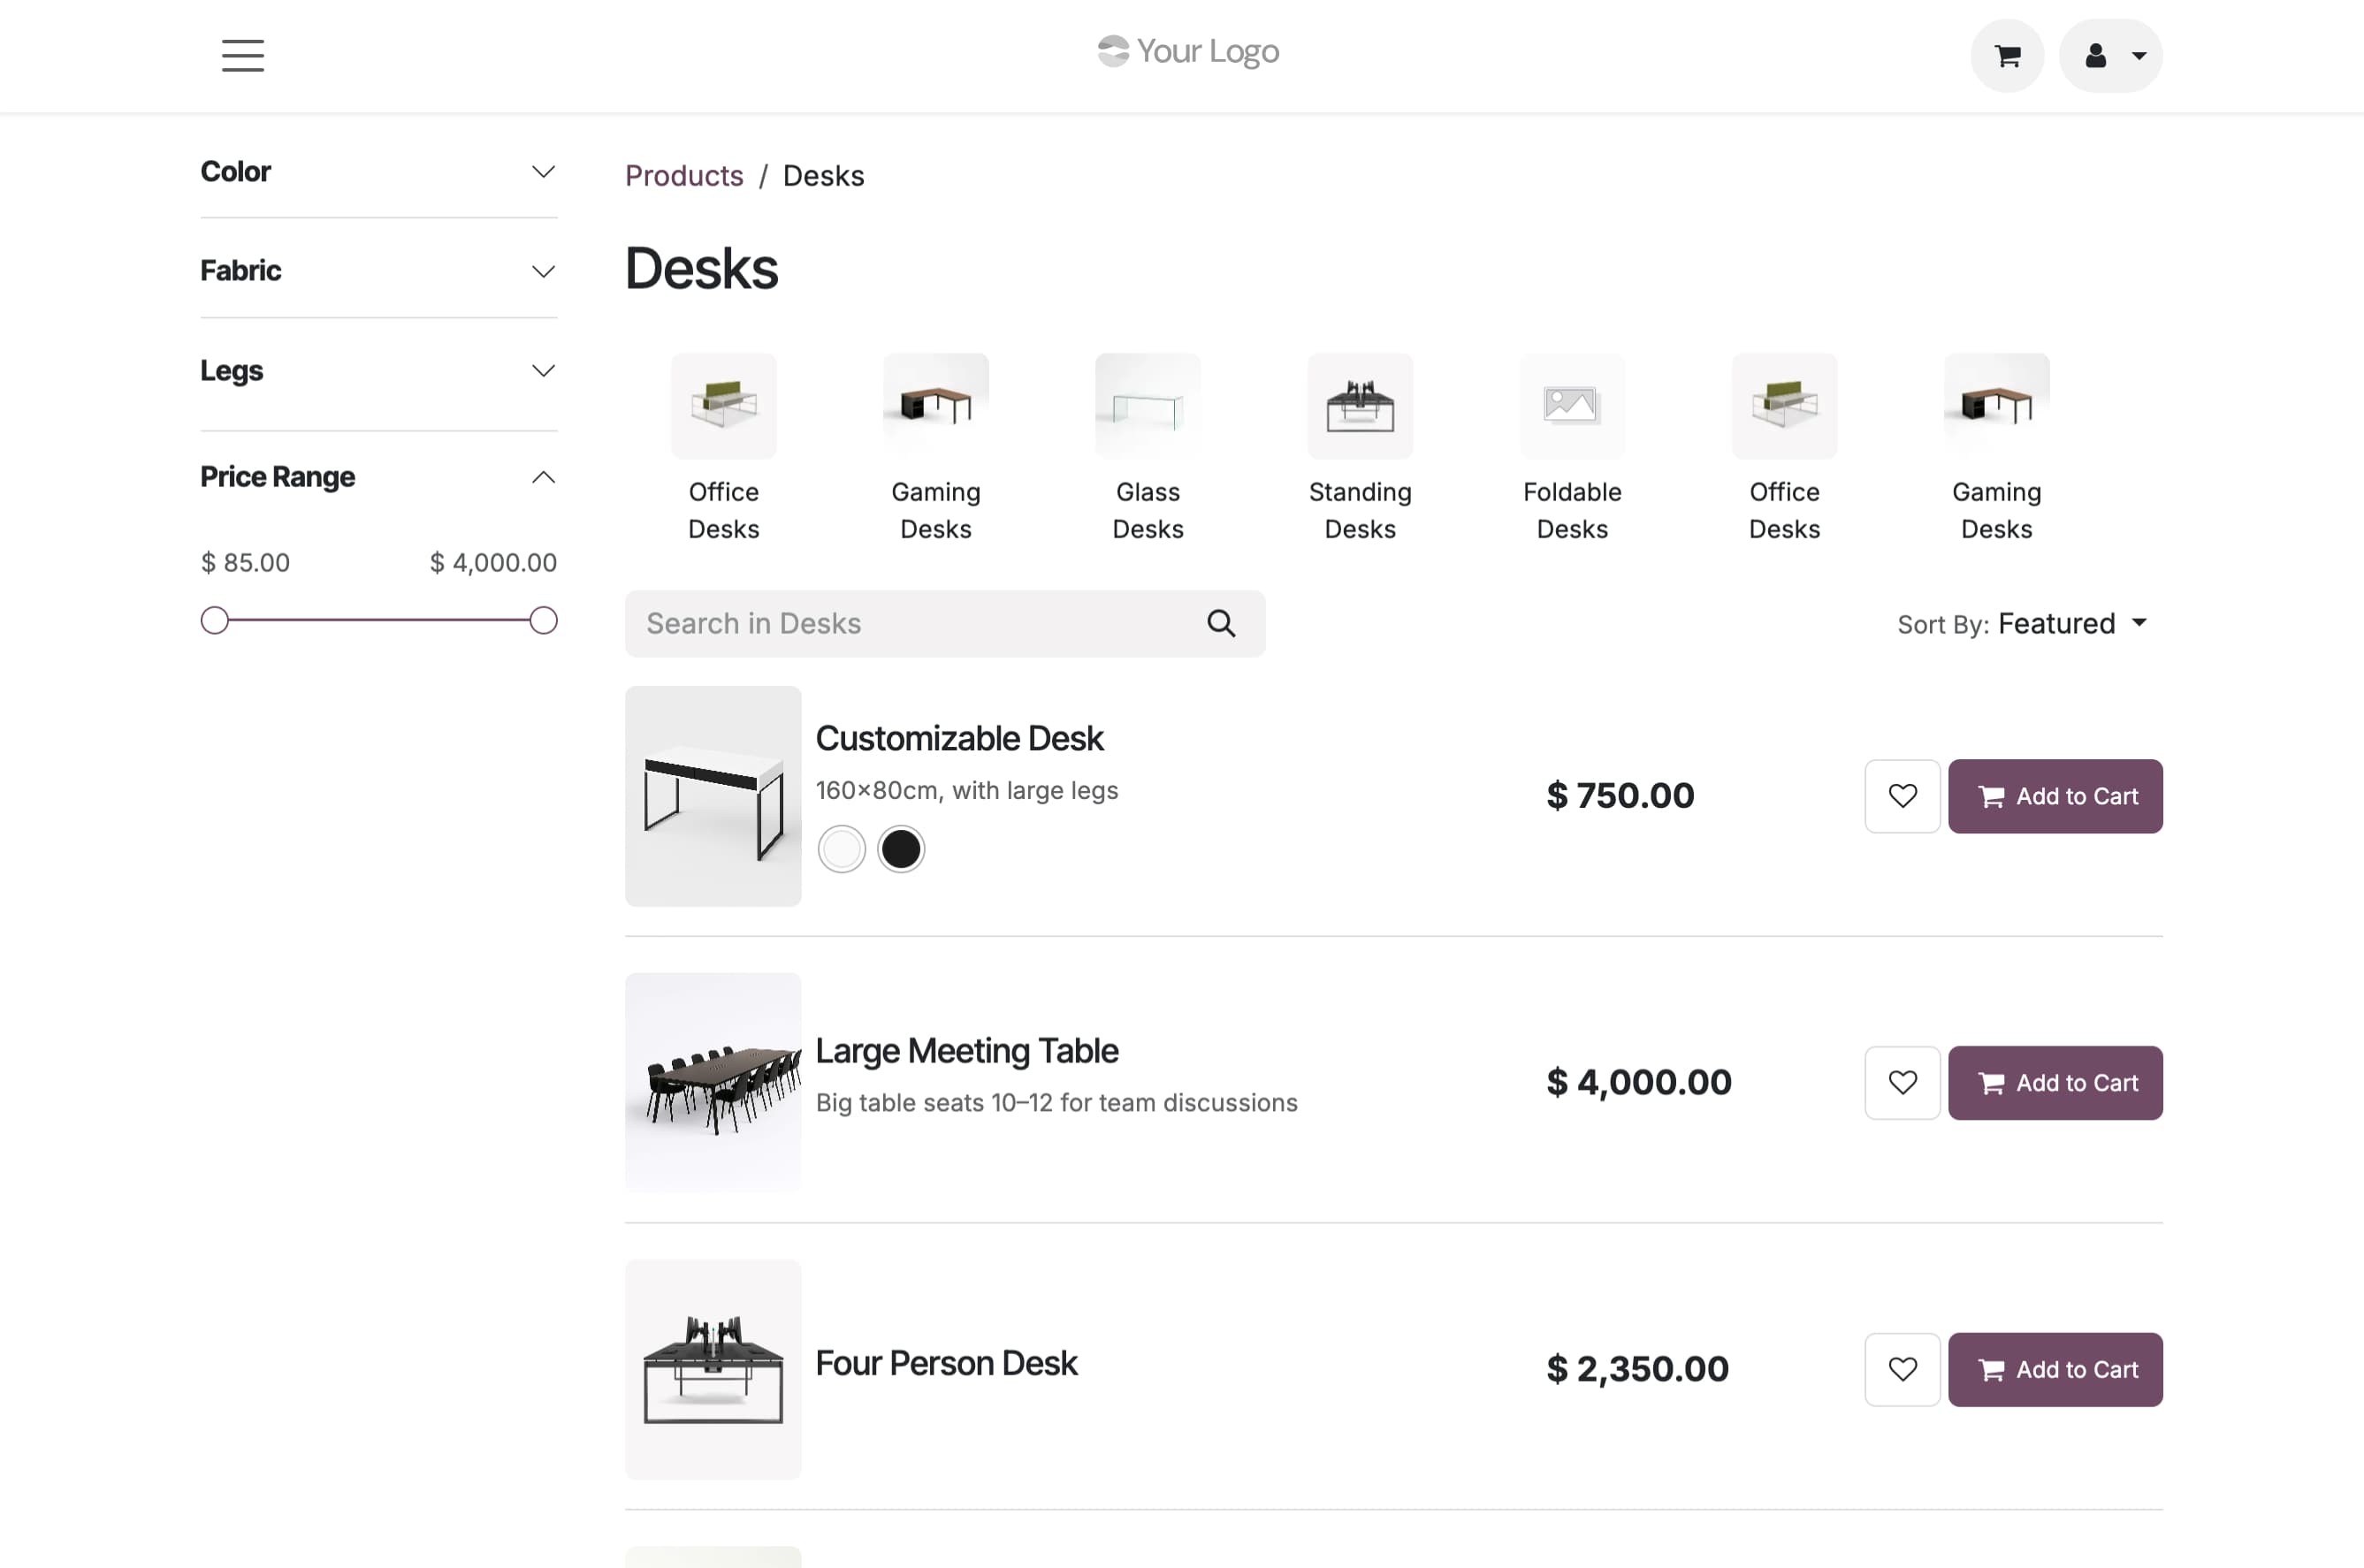 Your Logo
Color
Fabric
Legs
Price Range
$ 85.00 $ 4,000.00
Products / Desks
Desks
Office Desks
Gaming Desks
Glass Desks
Standing Desks
Foldable Desks
Office Desks
Gaming Desks
Search in Desks
Sort By: Featured
Customizable Desk
160x80cm, with large legs
$ 750.00
Add to Cart
Large Meeting Table
Big table seats 10–12 for team discussions
$ 4,000.00
Add to Cart
Four Person Desk
$ 2,350.00
Add to Cart